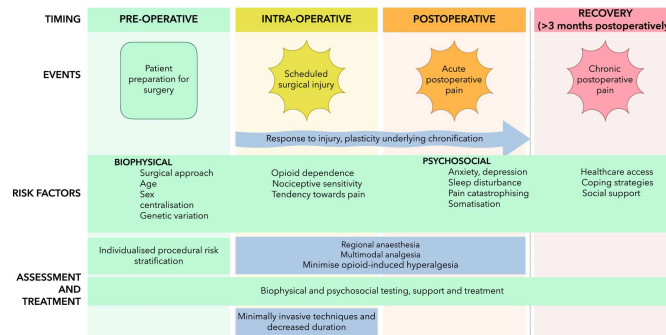 TIMING
PRE-OPERATIVE
INTRA-OPERATIVE
POSTOPERATIVE
RECOVERY
(>3 months postoperatively)
EVENTS
Patient
preparation for
surgery
Scheduled
surgical injury
Acute
postoperative
pain
Chronic
postoperative
pain
Response to injury, plasticity underlying chronification
RISK FACTORS
BIOPHYSICAL
Surgical approach
Age
Sex
centralisation
Genetic variation
Opioid dependence
Nociceptive sensitivity
Tendency towards pain
PSYCHOSOCIAL
Anxiety, depression
Sleep disturbance
Pain catastrophising
Somatisation
Healthcare access
Coping strategies
Social support
ASSESSMENT
AND
TREATMENT
Individualised procedural risk
stratification
Regional anaesthesia
Multimodal analgesia
Minimise opioid-induced hyperalgesia
Biophysical and psychosocial testing, support and treatment
Minimally invasive techniques and
decreased duration